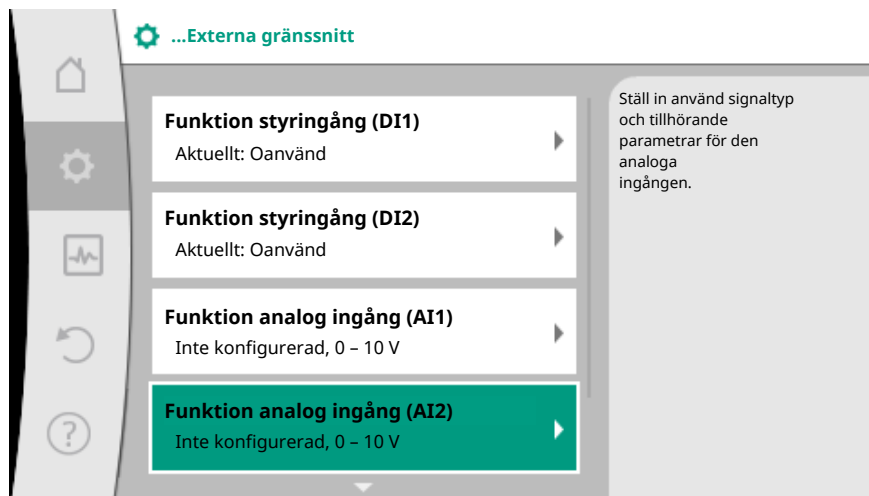 ...Externa gränssnitt
Funktion styringång (DI1)
Aktuellt: Oanvänd
Funktion styringång (DI2)
Aktuellt: Oanvänd
Funktion analog ingång (AI1)
Inte konfigurerad, 0 – 10 V
Funktion analog ingång (AI2)
Inte konfigurerad, 0 – 10 V
Ställ in använd signaltyp
och tillhörande
parametrar för den
analoga
ingången.